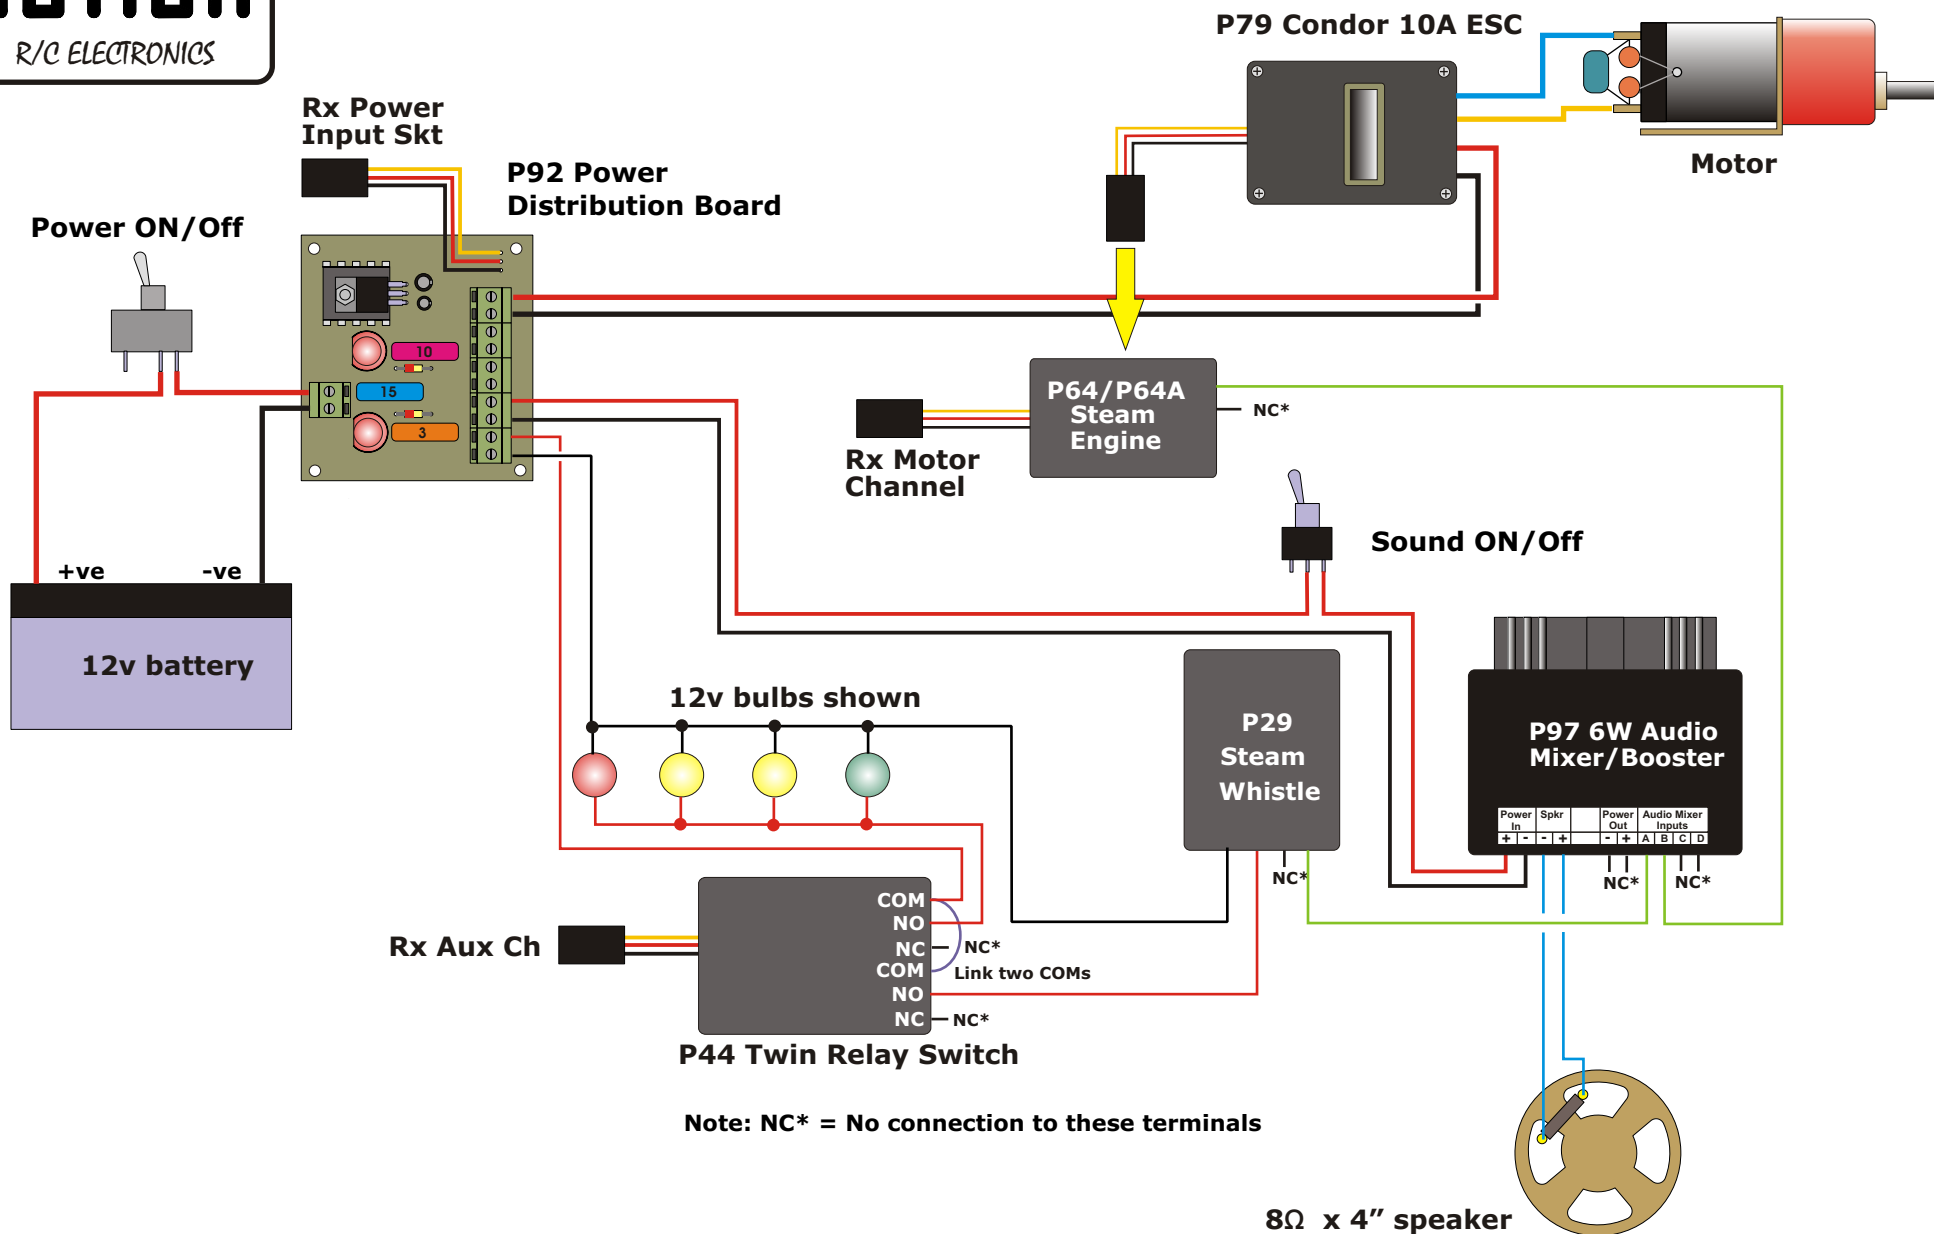 R/C ELECTRONICS
P79 Condor 10A ESC
Motor
Rx Power
Input Skt
P92 Power
Distribution Board
Power ON/Off
10
15
3
P64/P64A
Steam
Engine
NC*
Rx Motor
Channel
Sound ON/Off
+ve
-ve
12v battery
12v bulbs shown
P29
Steam
Whistle
NC*
P97 6W Audio
Mixer/Booster
Power
In
Spkr
Power
Out
Audio Mixer
Inputs
+ - - + - + A B C D
NC*
NC*
Rx Aux Ch
COM
NO
NC
NC*
COM
Link two COMs
NO
NC
NC*
P44 Twin Relay Switch
Note: NC* = No connection to these terminals
8Ω x 4” speaker